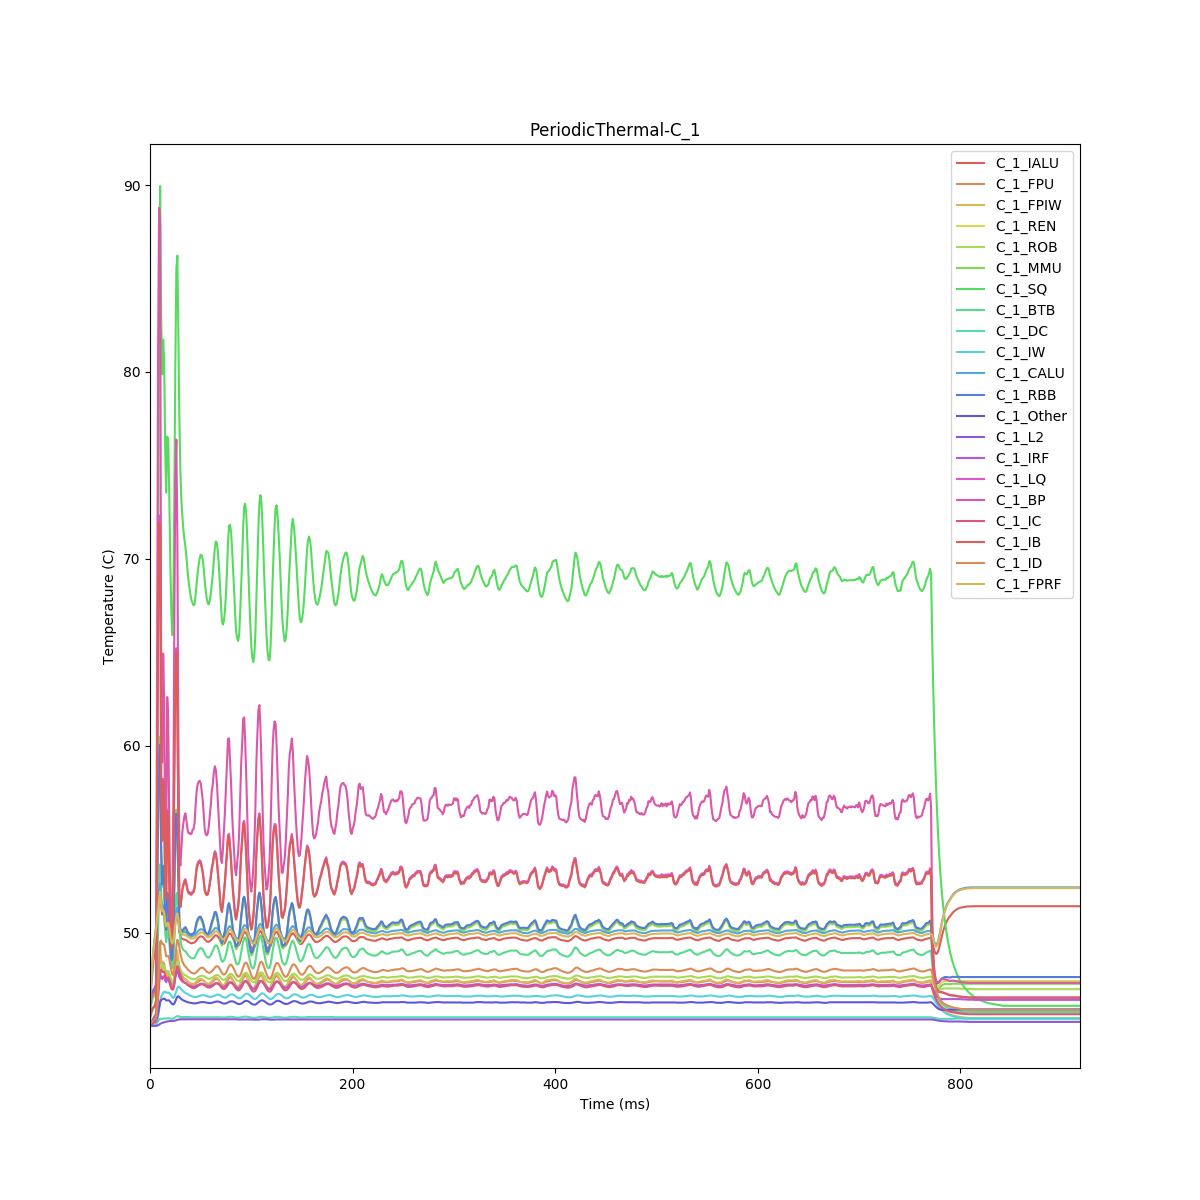 PeriodicThermal-C_1
Temperature (C)
90
80
70
60
50
0
200
400
600
800
Time (ms)
C_1_IALU
C_1_FPU
C_1_FPIW
C_1_REN
C_1_ROB
C_1_MMU
C_1_SQ
C_1_BTB
C_1_DC
C_1_IW
C_1_CALU
C_1_RBB
C_1_Other
C_1_L2
C_1_IRF
C_1_LQ
C_1_BP
C_1_IC
C_1_IB
C_1_ID
C_1_FPRF